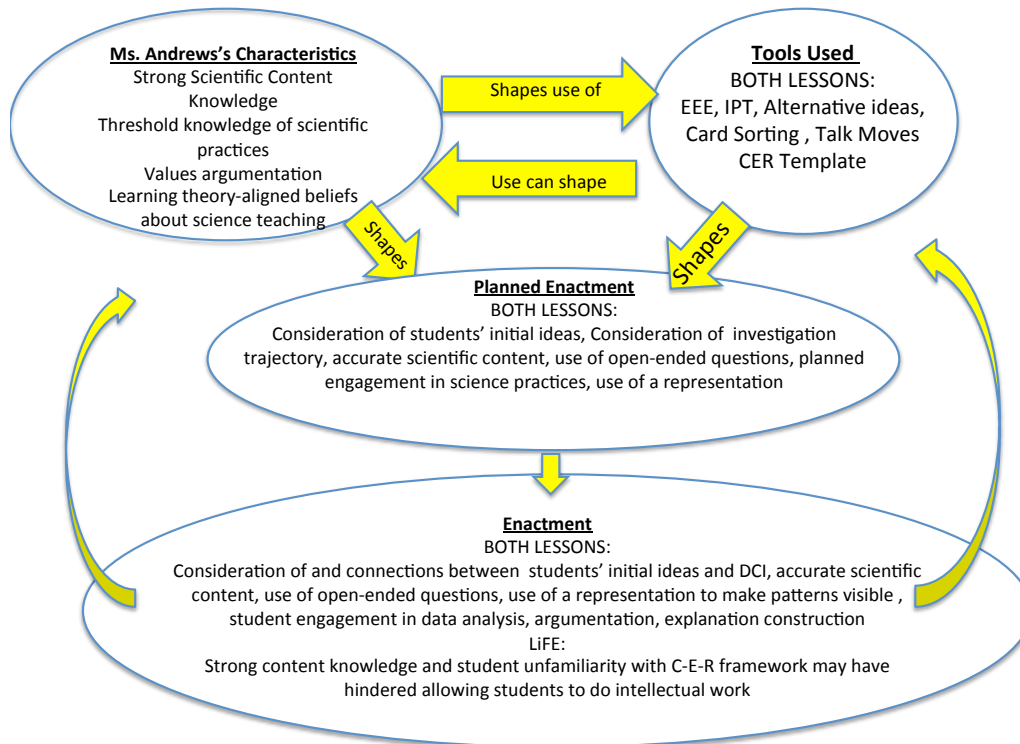 Ms. Andrews's Characteristics
Strong Scientific Content
Knowledge
Threshold knowledge of scientific
practices
Values argumentation
Learning theory-aligned beliefs
about science teaching
Shapes use of
Use can shape
Tools Used
BOTH LESSONS:
EEE, IPT, Alternative ideas,
Card Sorting , Talk Moves
CER Template
Shapes
Shapes
Planned Enactment
BOTH LESSONS:
Consideration of students' initial ideas, Consideration of investigation
trajectory, accurate scientific content, use of open-ended questions, planned
engagement in science practices, use of a representation
Enactment
BOTH LESSONS:
Consideration of and connections between students' initial ideas and DCI, accurate scientific
content, use of open-ended questions, use of a representation to make patterns visible ,
student engagement in data analysis, argumentation, explanation construction
LiFE:
Strong content knowledge and student unfamiliarity with C-E-R framework may have
hindered allowing students to do intellectual work